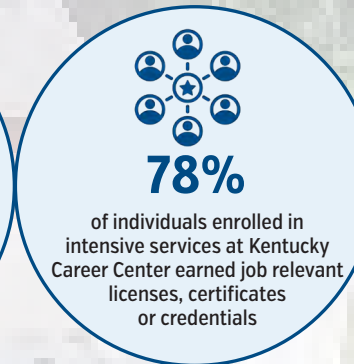 78%
of individuals enrolled in
intensive services at Kentucky
Career Center earned job relevant
licenses, certificates
or credentials